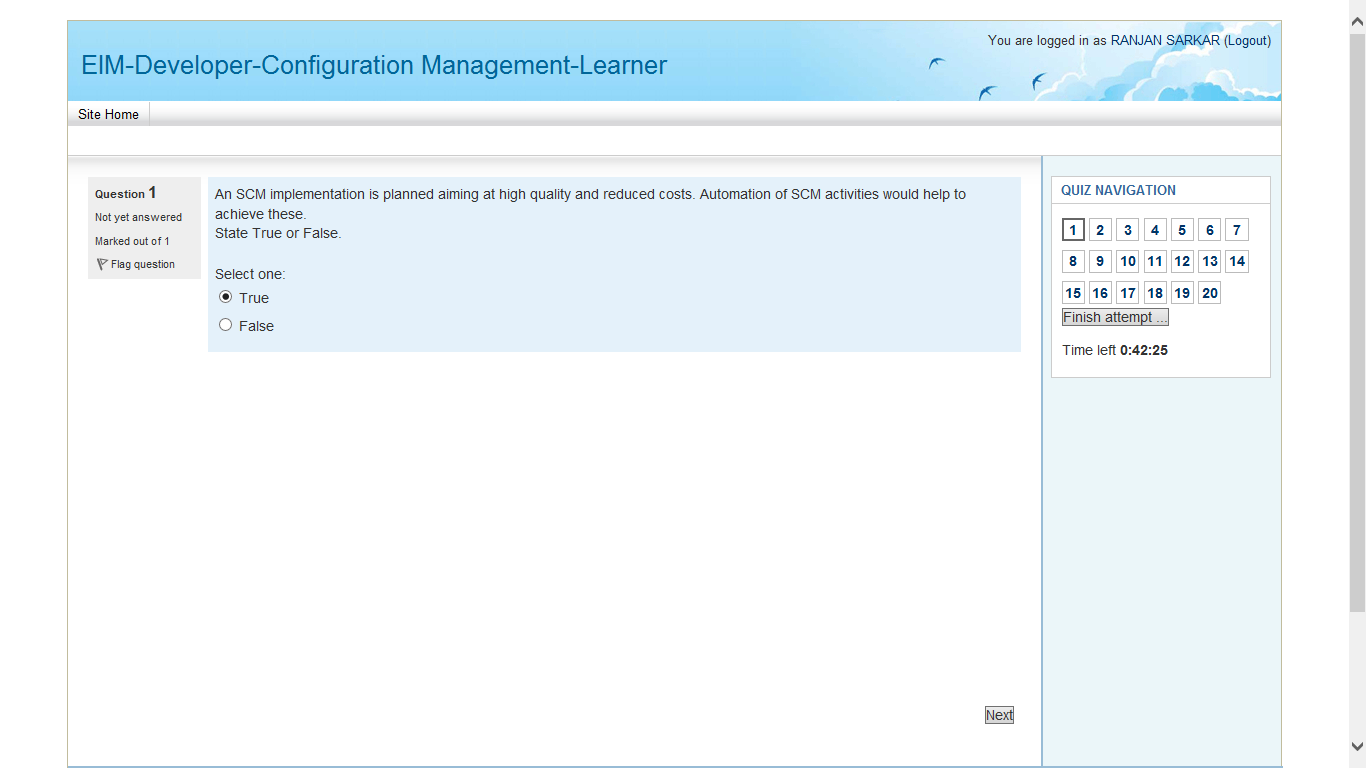 You are logged in as RANJAN SARKAR (Logout)
EIM-Developer-Configuration Management-Learner
Site Home
Question 1
Not yet answered
Marked out of 1
Flag question
An SCM implementation is planned aiming at high quality and reduced costs. Automation of SCM activities would help to
achieve these.
State True or False.
Select one:
True
False
Next
QUIZ NAVIGATION
1 2 3 4 5 6 7
8 9 10 11 12 13 14
15 16 17 18 19 20
Finish attempt ...
Time left 0:42:25